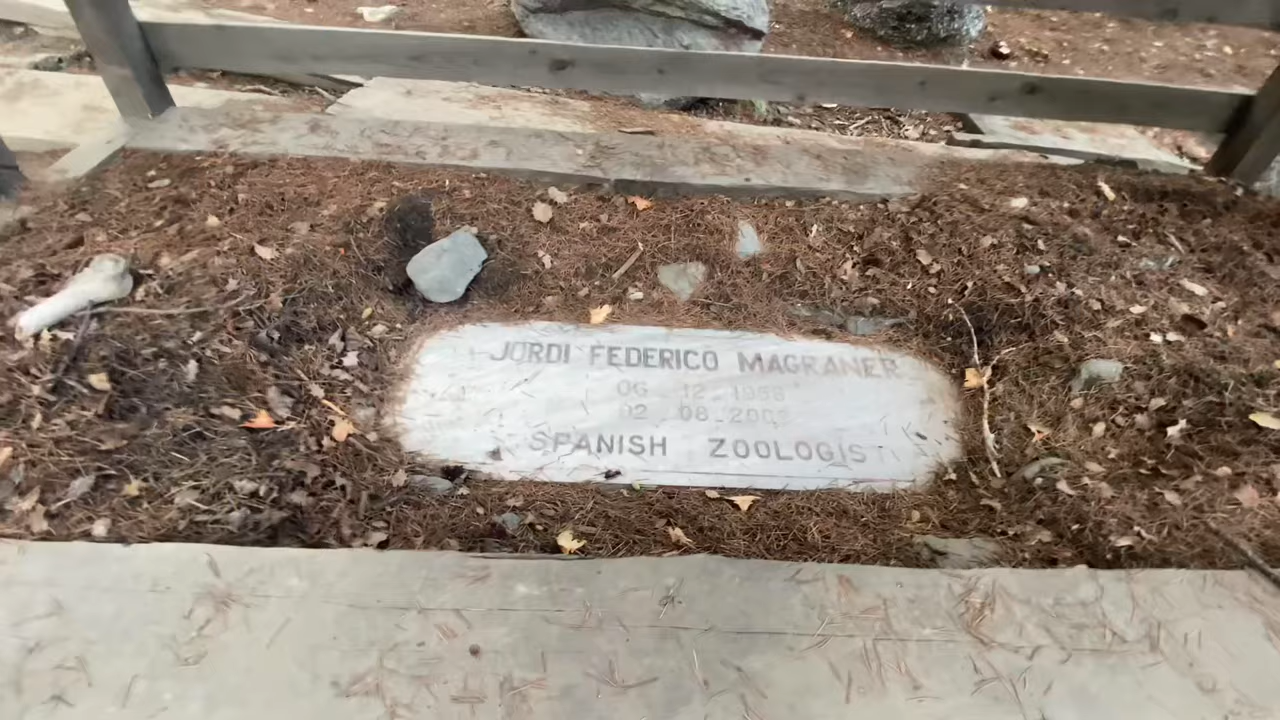 JORDI FEDERICO MAGRANER
06 _ 12 _ 1958
02 _ 08 _ 2002
SPANISH ZOOLOGIST